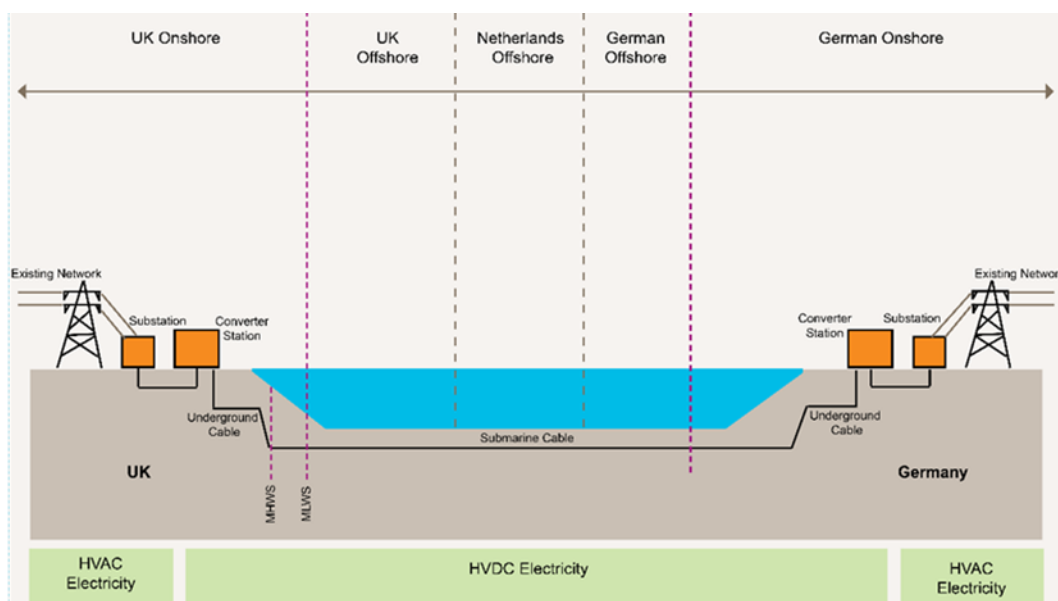 UK Onshore
UK
Offshore
Netherlands
Offshore
German
Offshore
German Onshore
Existing Network
Substation
Converter
Station
Underground
Cable
Submarine Cable
Converter
Station
Substation
Existing Network
Underground
Cable
UK
MHWS
MLWS
Germany
HVAC
Electricity
HVDC Electricity
HVAC
Electricity